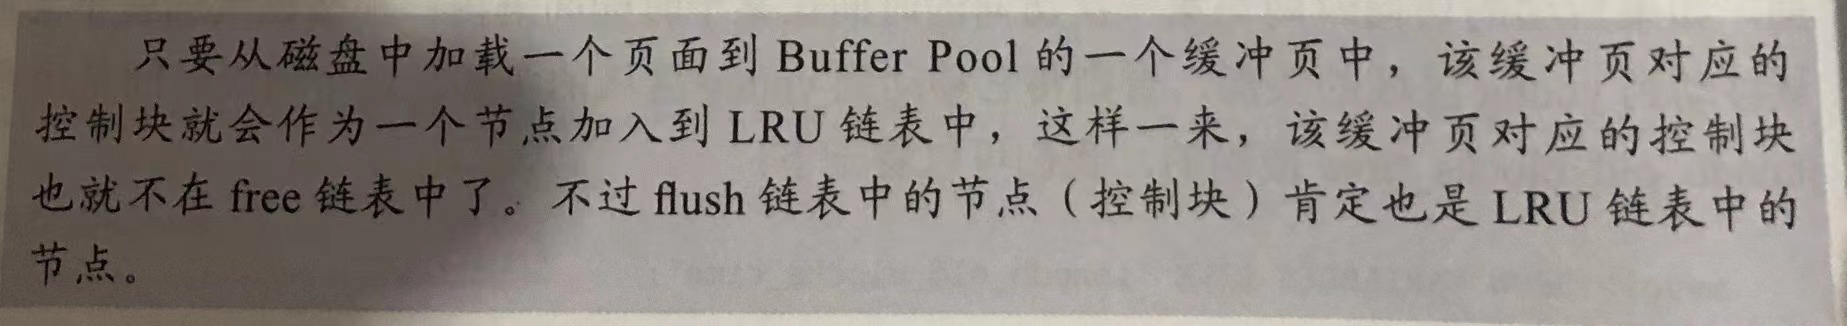 只要从磁盘中加载一个页面到 Buffer Pool 的一个缓冲页中，该缓冲页对应的
控制块就会作为一个节点加入到 LRU 链表中，这样一来，该缓冲页对应的控制块
也就不在 free 链表中了。不过 flush 链表中的节点（控制块）肯定也是 LRU 链表中的
节点。